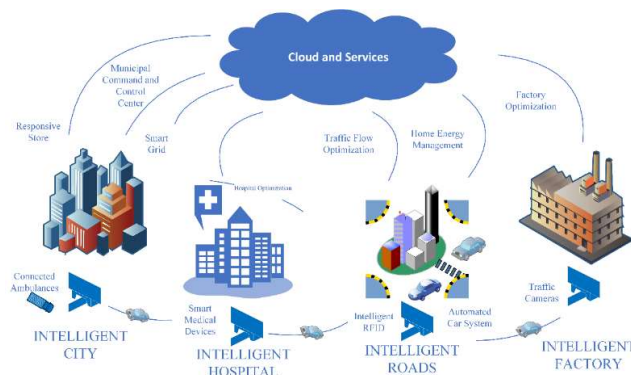 Cloud and Services
Municipal
Command and
Control
Center
Responsive
Store
Smart
Grid
Hospital Optimization
Traffic Flow
Optimization
Home Energy
Management
Factory
Optimization
Connected
Ambulances
INTELLIGENT
CITY
Smart
Medical
Devices
INTELLIGENT
HOSPITAL
Intelligent
RFID
Automated
Car System
INTELLIGENT
ROADS
Traffic
Cameras
INTELLIGENT
FACTORY